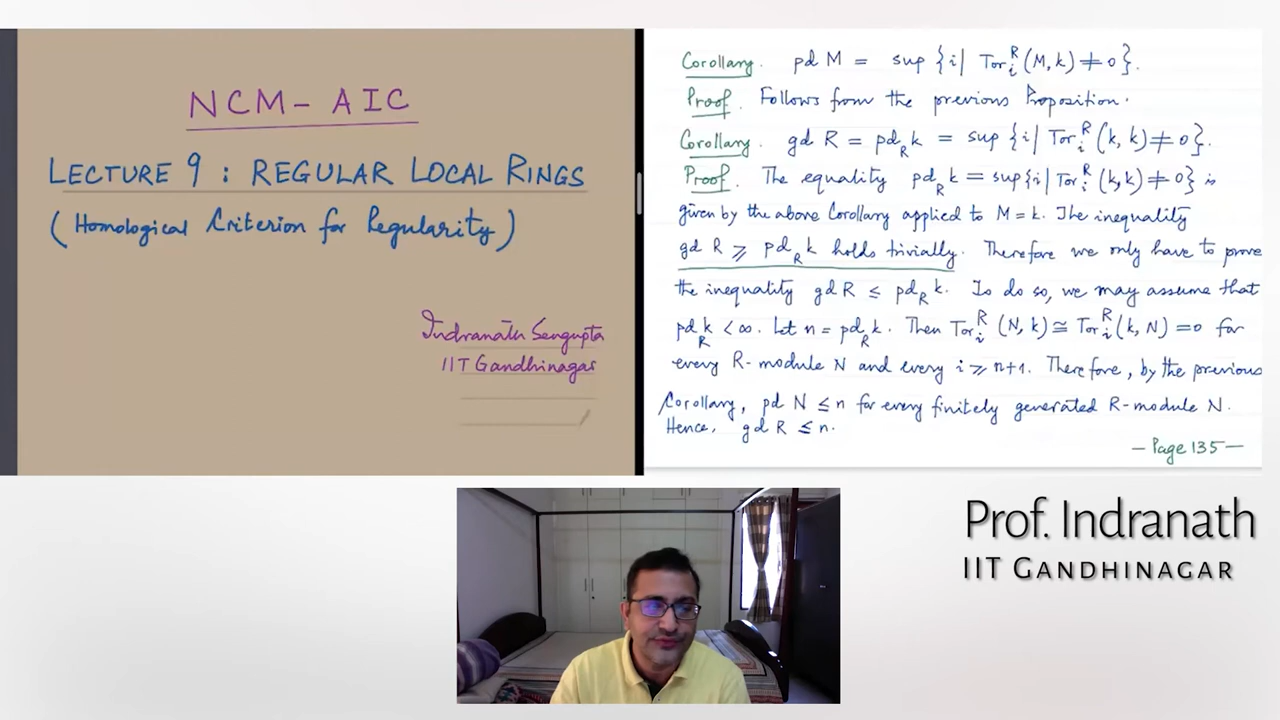 NCM - AIC
LECTURE 9 : REGULAR LOCAL RINGS
(Homological Criterion for Regularity)
Indranath Sengupta
IIT Gandhinagar
Corollary. pd M = sup {i | Tor_i^R (M, k) ≠ 0}.
Proof. Follows from the previous Proposition.
Corollary. gd R = pd_R k = sup {i | Tor_i^R (k, k) ≠ 0}.
Proof. The equality pd_R k = sup{i | Tor_i^R (k, k) ≠ 0} is
given by the above Corollary applied to M = k. The inequality
gd R ⩾ pd_R k holds trivially. Therefore we only have to prove
the inequality gd R ≤ pd_R k. To do so, we may assume that
pd_R k < ∞. Let n = pd_R k. Then Tor_i^R (N, k) ≅ Tor_i^R (k, N) = 0 for
every R-module N and every i ⩾ n+1. Therefore, by the previous
Corollary, pd N ≤ n for every finitely generated R-module N.
Hence, gd R ≤ n.
— Page 135 —
Prof. Indranath
IIT GANDHINAGAR